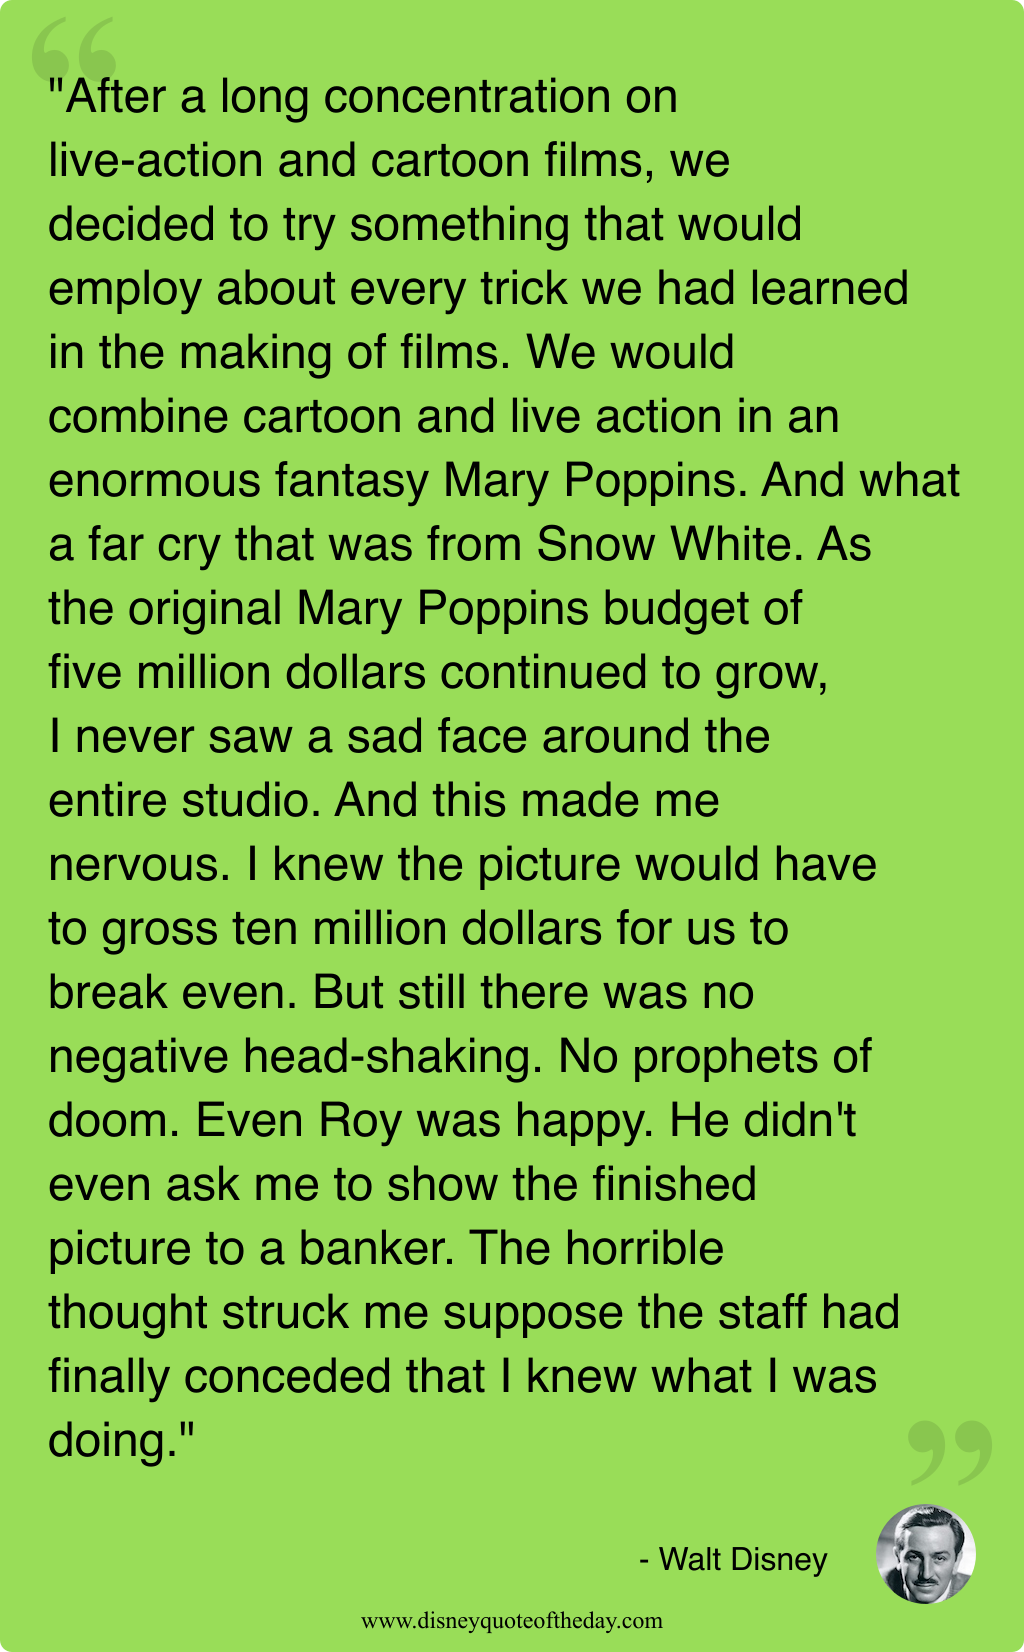 "After a long concentration on
live-action and cartoon films, we
decided to try something that would
employ about every trick we had learned
in the making of films. We would
combine cartoon and live action in an
enormous fantasy Mary Poppins. And what
a far cry that was from Snow White. As
the original Mary Poppins budget of
five million dollars continued to grow,
I never saw a sad face around the
entire studio. And this made me
nervous. I knew the picture would have
to gross ten million dollars for us to
break even. But still there was no
negative head-shaking. No prophets of
doom. Even Roy was happy. He didn't
even ask me to show the finished
picture to a banker. The horrible
thought struck me suppose the staff had
finally conceded that I knew what I was
doing."
- Walt Disney
www.disneyquoteoftheday.com